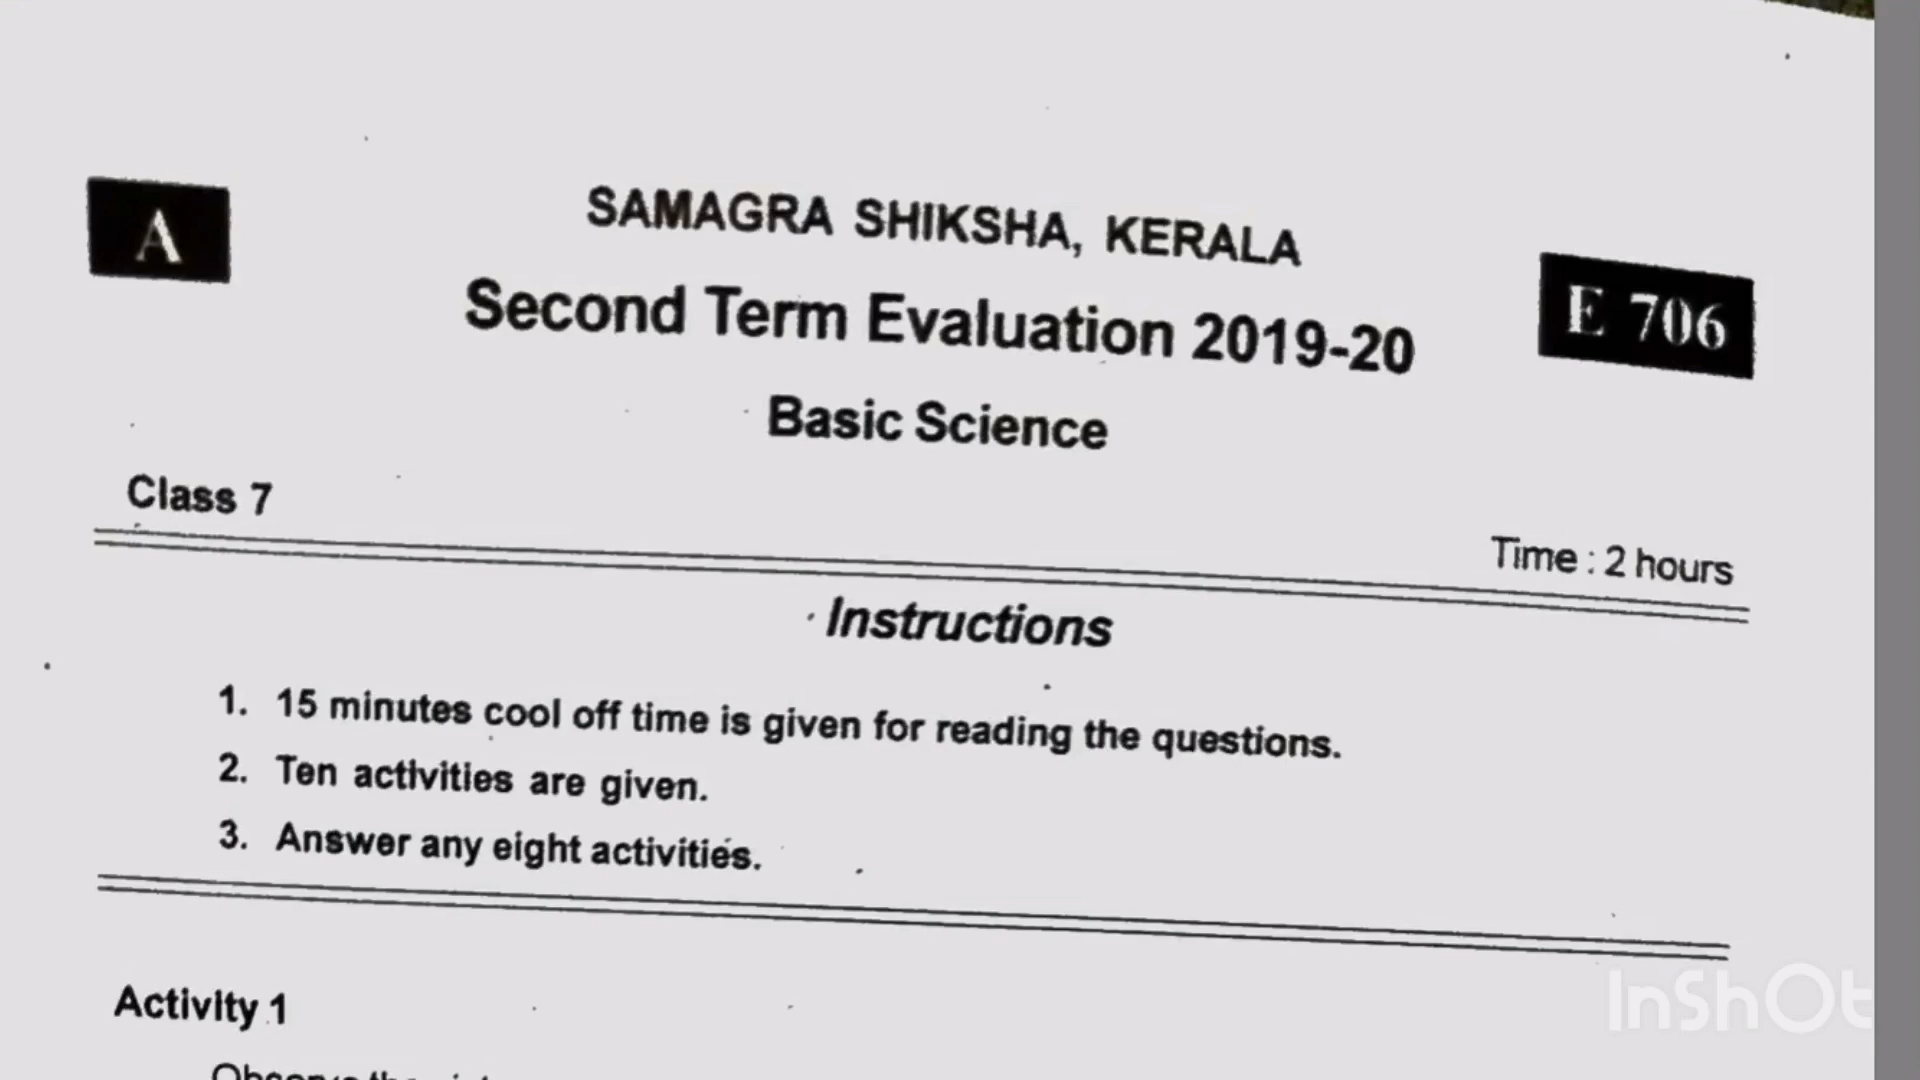 A
SAMAGRA SHIKSHA, KERALA
E 706
Second Term Evaluation 2019-20
Basic Science
Class 7
Time : 2 hours
Instructions
1. 15 minutes cool off time is given for reading the questions.
2. Ten activities are given.
3. Answer any eight activities.
Activity 1
Observe the
InShOt